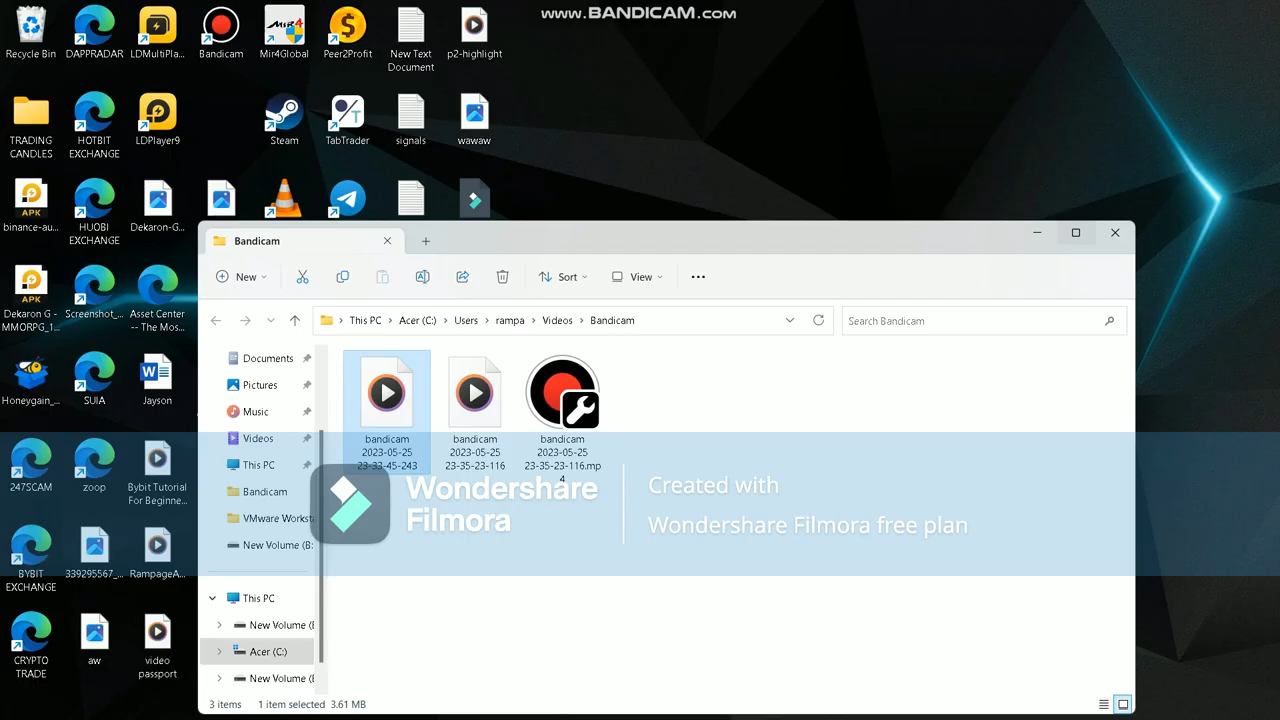 www.BANDICAM.com
Recycle Bin
DAPPRADAR
LDMultiPla...
Bandicam
Mir4Global
Peer2Profit
New Text
Document
p2-highlight
TRADING
CANDLES
HOTBIT
EXCHANGE
LDPlayer9
Steam
TabTrader
signals
wawaw
APK
binance-au...
HUOBI
EXCHANGE
Dekaron-G...
APK
Dekaron G -
MMORPG_1...
Screenshot_...
Asset Center
-- The Mos...
Honeygain_...
SUIA
Jayson
247SCAM
zoop
Bybit Tutorial
For Beginne...
BYBIT
EXCHANGE
339295567_...
RampageA...
CRYPTO
TRADE
aw
video
passport
Bandicam
New
Sort
View
This PC
Acer (C:)
Users
rampa
Videos
Bandicam
Search Bandicam
Documents
Pictures
Music
Videos
This PC
Bandicam
VMware Workst
New Volume (B:
This PC
New Volume (
Acer (C:)
New Volume (
bandicam
2023-05-25
23-33-45-243
bandicam
2023-05-25
23-35-23-116
bandicam
2023-05-25
23-35-23-116.mp
4
Wondershare
Filmora
Created with
Wondershare Filmora free plan
3 items
1 item selected 3.61 MB